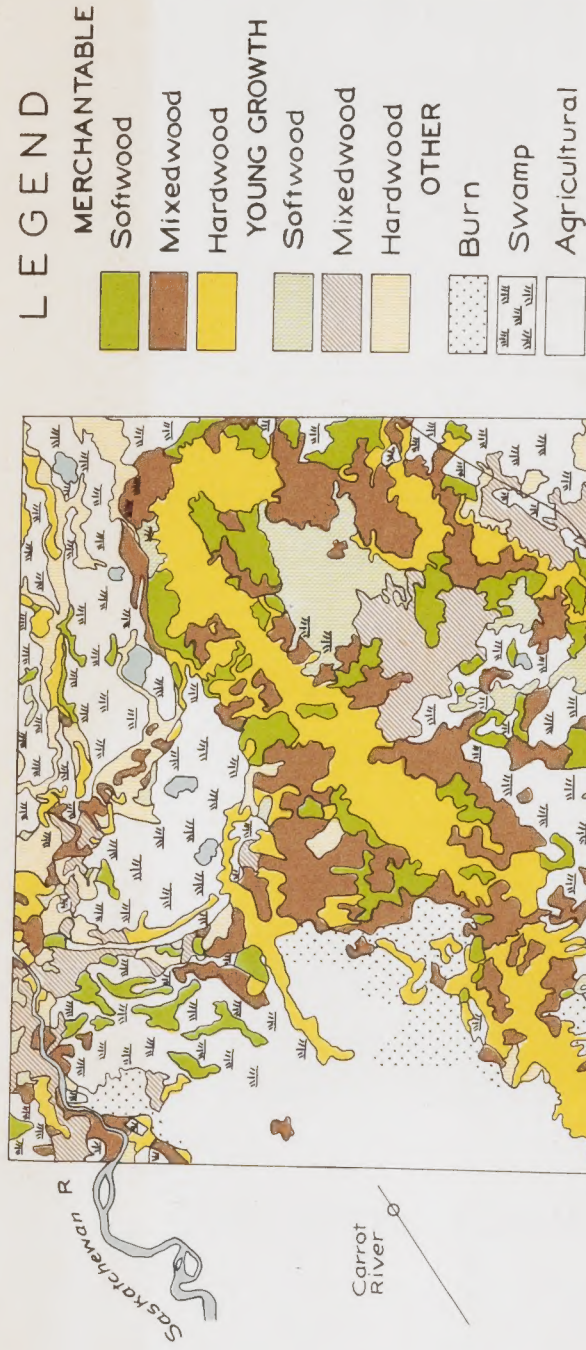 LEGEND
MERCHANTABLE
Softwood
Mixedwood
Hardwood
YOUNG GROWTH
Softwood
Mixedwood
Hardwood
OTHER
Burn
Swamp
Agricultural
Saskatchewan R
Carrot
River